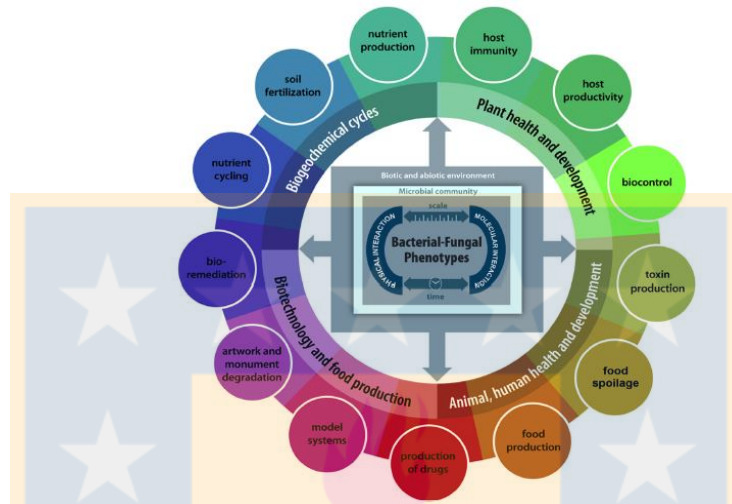 nutrient
production
host
immunity
host
productivity
biocontrol
toxin
production
food
spoilage
food
production
production
of drugs
model
systems
artwork and
monument
degradation
bio-
remediation
nutrient
cycling
soil
fertilization
Biogeochemical cycles
Plant health and development
Animal, human health and development
Biotechnology and food production
Biotic and abiotic environment
Microbial community
scale
PHYSICAL INTERACTION
Bacterial-Fungal
Phenotypes
MOLECULAR INTERACTION
time